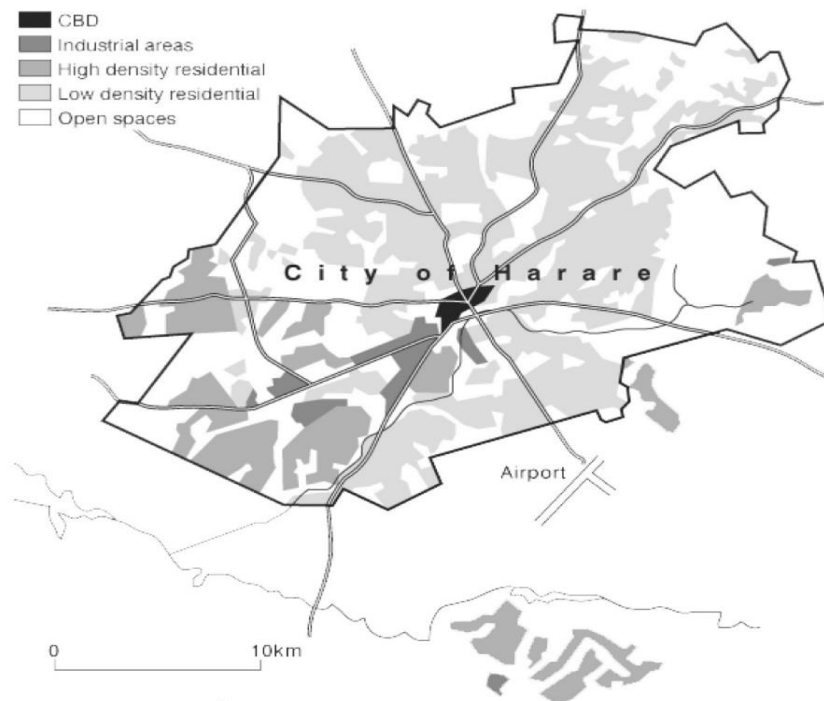 CBD
Industrial areas
High density residential
Low density residential
Open spaces
City of Harare
Airport
0 10km